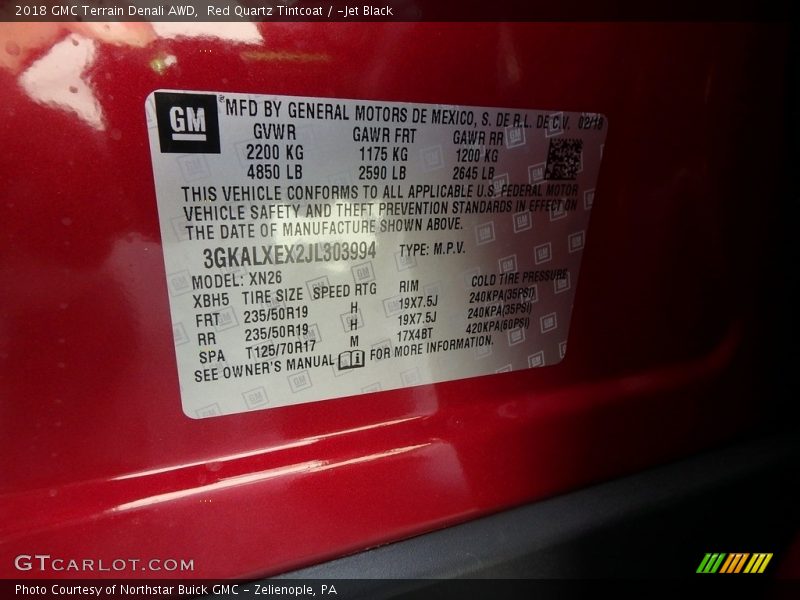 2018 GMC Terrain Denali AWD, Red Quartz Tintcoat / -Jet Black
GM
®MFD BY GENERAL MOTORS DE MEXICO, S. DE R.L. DE C.V. 02/18
GVWR GAWR FRT GAWR RR
2200 KG 1175 KG 1200 KG
4850 LB 2590 LB 2645 LB
THIS VEHICLE CONFORMS TO ALL APPLICABLE U.S. FEDERAL MOTOR
VEHICLE SAFETY AND THEFT PREVENTION STANDARDS IN EFFECT ON
THE DATE OF MANUFACTURE SHOWN ABOVE.
3GKALXEX2JL303994 TYPE: M.P.V.
MODEL: XN26
XBH5 TIRE SIZE SPEED RTG RIM COLD TIRE PRESSURE
FRT 235/50R19 H 19X7.5J 240KPA(35PSI)
RR 235/50R19 H 19X7.5J 240KPA(35PSI)
SPA T125/70R17 M 17X4BT 420KPA(60PSI)
SEE OWNER'S MANUAL FOR MORE INFORMATION.
GTCARLOT.COM
Photo Courtesy of Northstar Buick GMC - Zelienople, PA